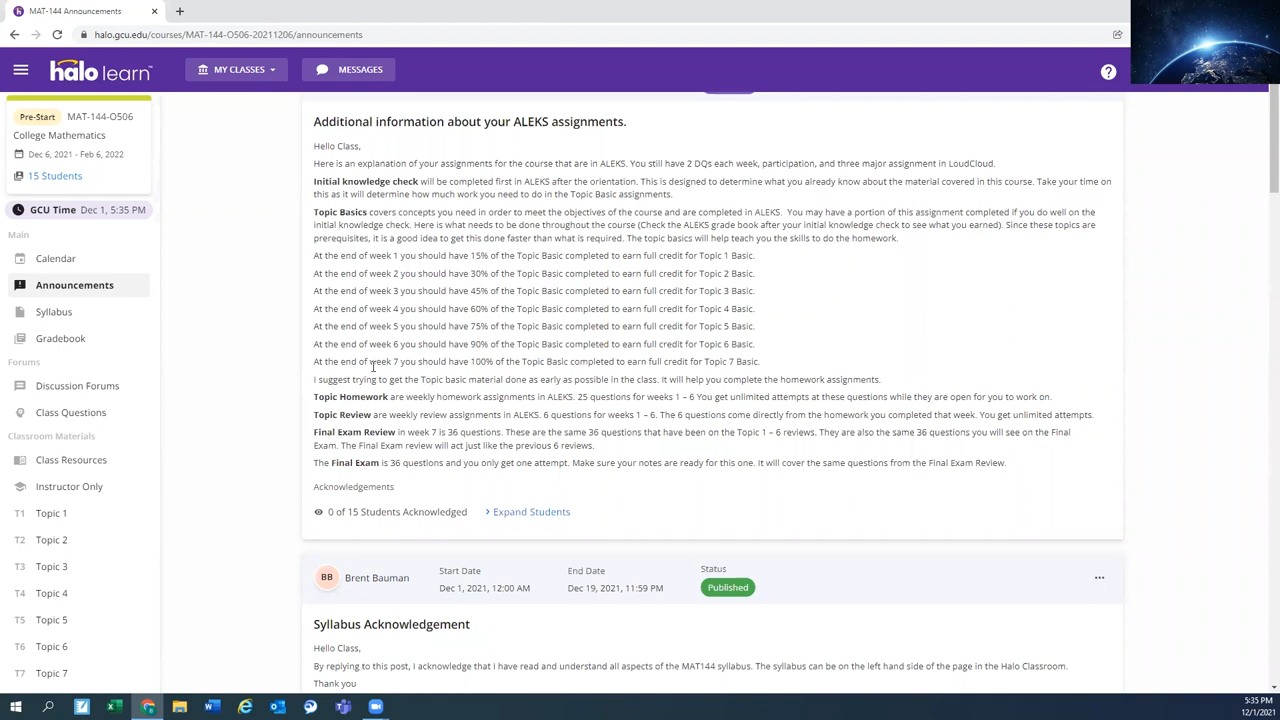 MAT-144 Announcements
halo.gcu.edu/courses/MAT-144-O506-20211206/announcements
halo learn
MY CLASSES
MESSAGES
Pre-Start
MAT-144-O506
College Mathematics
Dec 6, 2021 - Feb 6, 2022
15 Students
GCU Time Dec 1, 5:35 PM
Main
Calendar
Announcements
Syllabus
Gradebook
Forums
Discussion Forums
Class Questions
Classroom Materials
Class Resources
Instructor Only
T1 Topic 1
T2 Topic 2
T3 Topic 3
T4 Topic 4
T5 Topic 5
T6 Topic 6
T7 Topic 7
Additional information about your ALEKS assignments.
Hello Class,
Here is an explanation of your assignments for the course that are in ALEKS. You still have 2 DQs each week, participation, and three major assignment in LoudCloud.
Initial knowledge check will be completed first in ALEKS after the orientation. This is designed to determine what you already know about the material covered in this course. Take your time on
this as it will determine how much work you need to do in the Topic Basic assignments.
Topic Basics covers concepts you need in order to meet the objectives of the course and are completed in ALEKS. You may have a portion of this assignment completed if you do well on the
initial knowledge check. Here is what needs to be done throughout the course (Check the ALEKS grade book after your initial knowledge check to see what you earned). Since these topics are
prerequisites, it is a good idea to get this done faster than what is required. The topic basics will help teach you the skills to do the homework.
At the end of week 1 you should have 15% of the Topic Basic completed to earn full credit for Topic 1 Basic.
At the end of week 2 you should have 30% of the Topic Basic completed to earn full credit for Topic 2 Basic.
At the end of week 3 you should have 45% of the Topic Basic completed to earn full credit for Topic 3 Basic.
At the end of week 4 you should have 60% of the Topic Basic completed to earn full credit for Topic 4 Basic.
At the end of week 5 you should have 75% of the Topic Basic completed to earn full credit for Topic 5 Basic.
At the end of week 6 you should have 90% of the Topic Basic completed to earn full credit for Topic 6 Basic.
At the end of week 7 you should have 100% of the Topic Basic completed to earn full credit for Topic 7 Basic.
I suggest trying to get the Topic basic material done as early as possible in the class. It will help you complete the homework assignments.
Topic Homework are weekly homework assignments in ALEKS. 25 questions for weeks 1 – 6 You get unlimited attempts at these questions while they are open for you to work on.
Topic Review are weekly review assignments in ALEKS. 6 questions for weeks 1 – 6. The 6 questions come directly from the homework you completed that week. You get unlimited attempts.
Final Exam Review in week 7 is 36 questions. These are the same 36 questions that have been on the Topic 1 – 6 reviews. They are also the same 36 questions you will see on the Final
Exam. The Final Exam review will act just like the previous 6 reviews.
The Final Exam is 36 questions and you only get one attempt. Make sure your notes are ready for this one. It will cover the same questions from the Final Exam Review.
Acknowledgements
0 of 15 Students Acknowledged
Expand Students
BB
Brent Bauman
Start Date
Dec 1, 2021, 12:00 AM
End Date
Dec 19, 2021, 11:59 PM
Status
Published
Syllabus Acknowledgement
Hello Class,
By replying to this post, I acknowledge that I have read and understand all aspects of the MAT144 syllabus. The syllabus can be on the left hand side of the page in the Halo Classroom.
Thank you
5:35 PM
12/1/2021